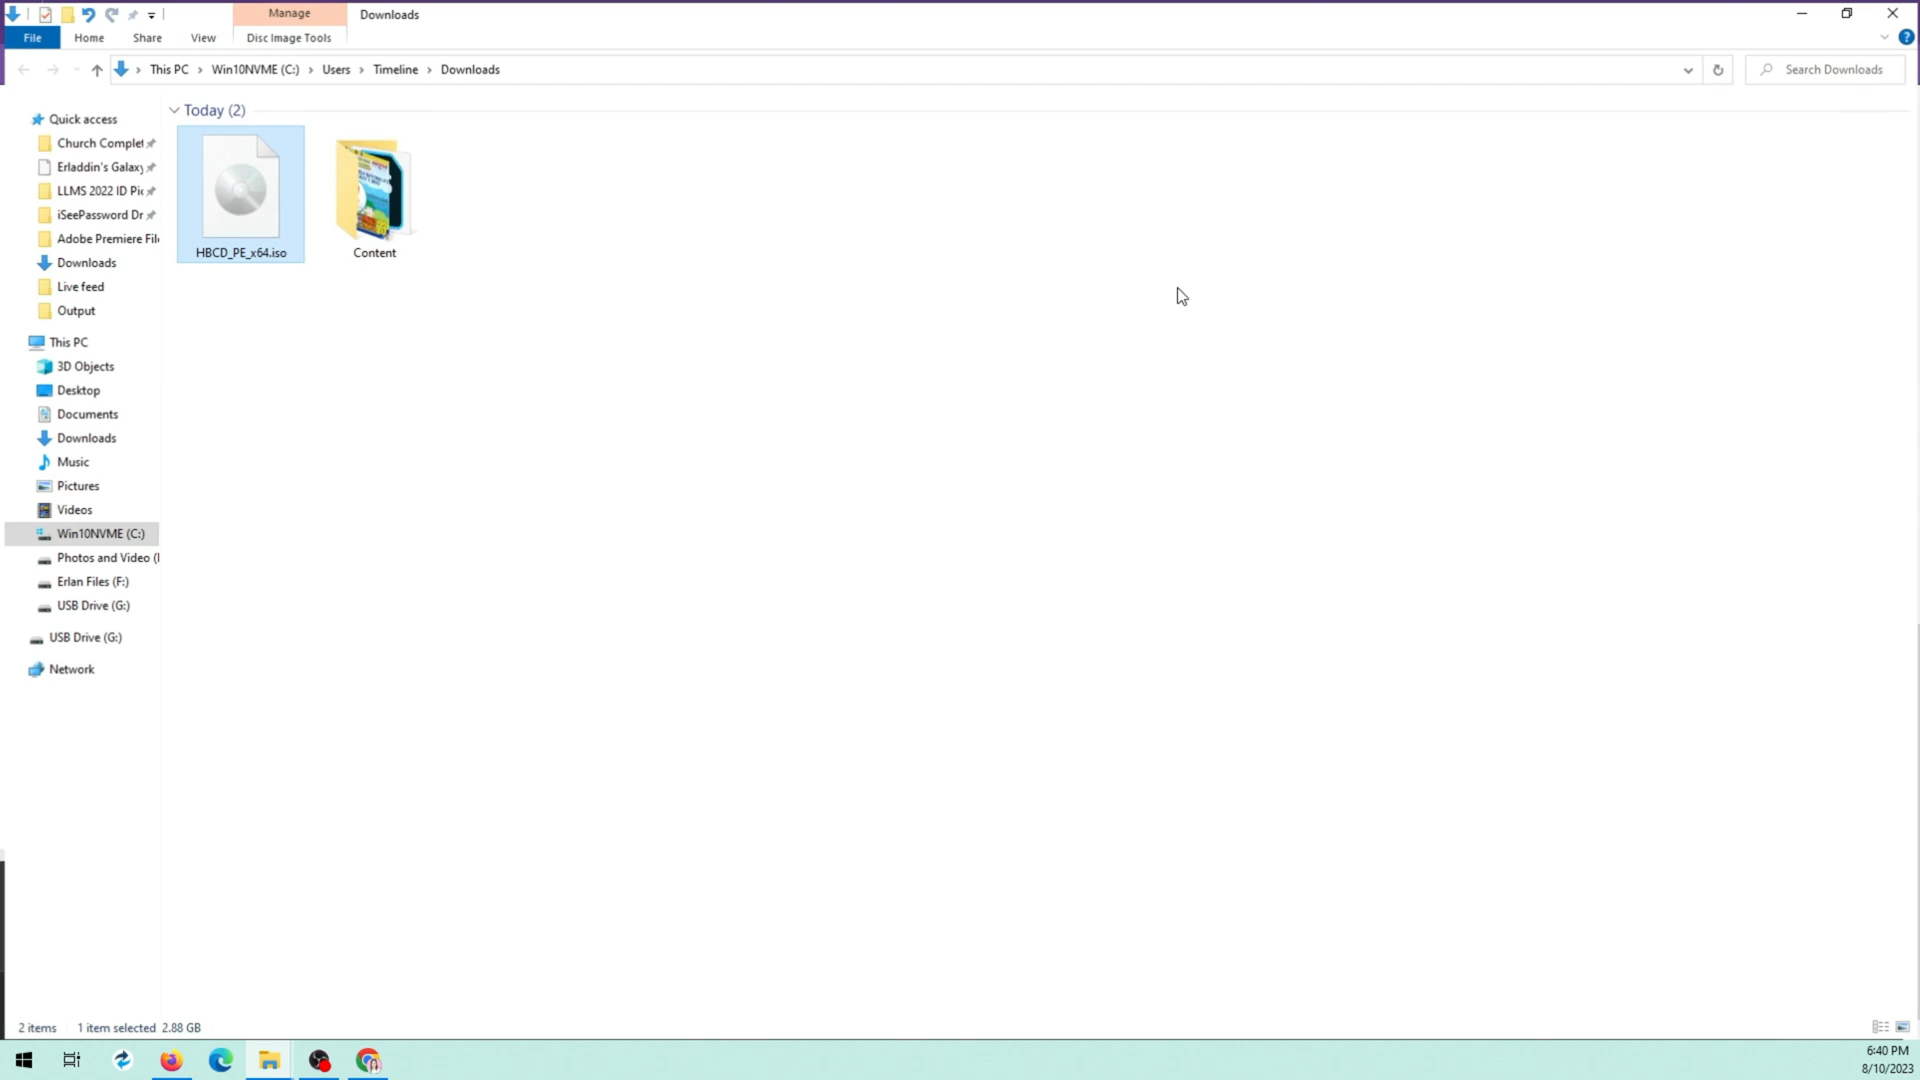 Manage
Downloads
File
Home
Share
View
Disc Image Tools
This PC
Win10NVME (C:)
Users
Timeline
Downloads
Search Downloads
Quick access
Church Complet
Erladdin's Galaxy
LLMS 2022 ID Pic
iSeePassword Dr
Adobe Premiere File
Downloads
Live feed
Output
This PC
3D Objects
Desktop
Documents
Downloads
Music
Pictures
Videos
Win10NVME (C:)
Photos and Video (
Erlan Files (F:)
USB Drive (G:)
USB Drive (G:)
Network
Today (2)
HBCD_PE_x64.iso
Content
2 items
1 item selected 2.88 GB
6:40 PM
8/10/2023